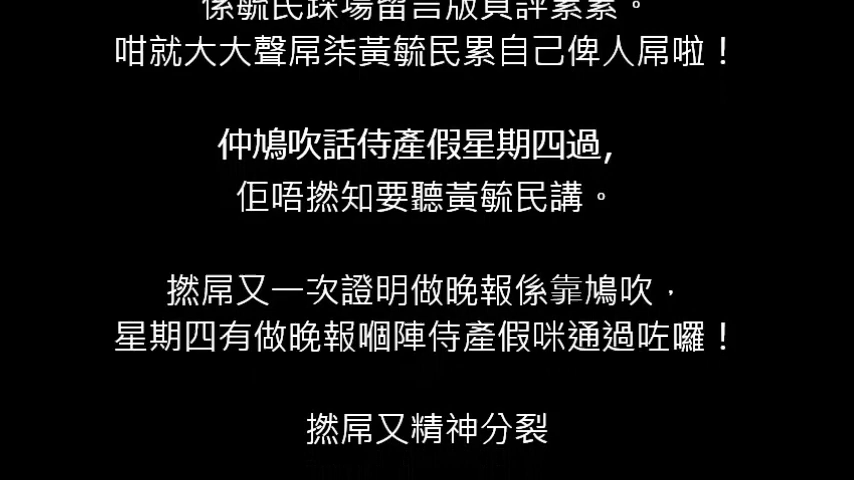 係毓民踩場留言版負評纍纍。
咁就大大聲屌柒黃毓民累自己俾人屌啦！
仲鳩吹話侍產假星期四過，
佢唔撚知要聽黃毓民講。
撚屌又一次證明做晚報係靠鳩吹，
星期四有做晚報嗰陣侍產假咪通過咗囉！
撚屌又精神分裂